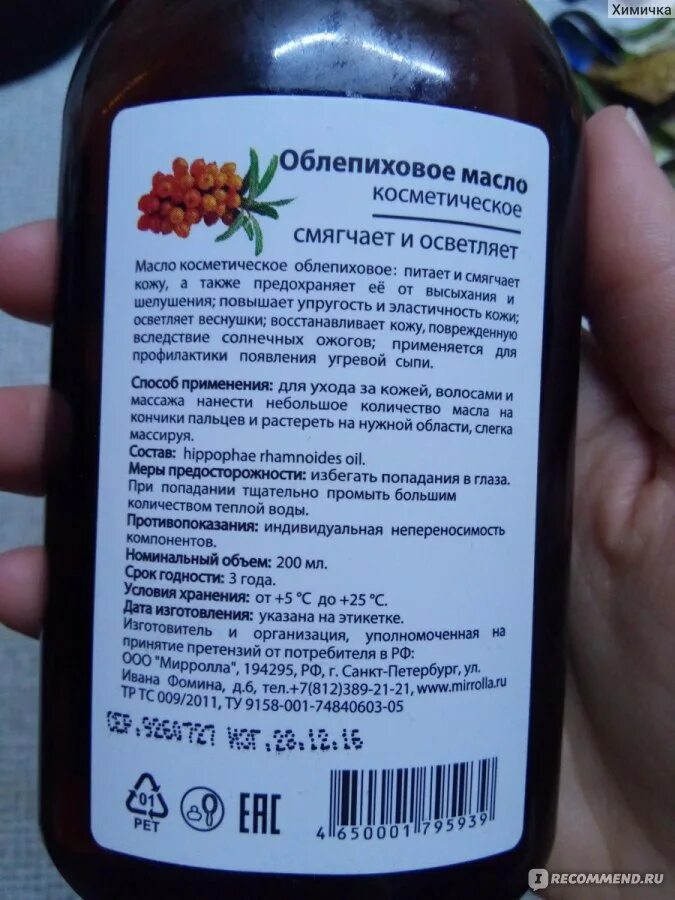 Химичка
Облепиховое масло
косметическое
смягчает и осветляет
Масло косметическое облепиховое: питает и смягчает
кожу, а также предохраняет её от высыхания и
шелушения; повышает упругость и эластичность кожи;
осветляет веснушки; восстанавливает кожу, поврежденную
вследствие солнечных ожогов; применяется для
профилактики появления угревой сыпи.
Способ применения: для ухода за кожей, волосами и
массажа нанести небольшое количество масла на
кончики пальцев и растереть на нужной области, слегка
массируя.
Состав: hippophae rhamnoides oil.
Меры предосторожности: избегать попадания в глаза.
При попадании тщательно промыть большим
количеством теплой воды.
Противопоказания: индивидуальная непереносимость
компонентов.
Номинальный объем: 200 мл.
Срок годности: 3 года.
Условия хранения: от +5 °C до +25 °C.
Дата изготовления: указана на этикетке.
Изготовитель и организация, уполномоченная на
принятие претензий от потребителя в РФ:
ООО "Мирролла", 194295, РФ, г. Санкт-Петербург, ул.
Ивана Фомина, д.6, тел.+7(812)389-21-21, www.mirrolla.ru
ТР ТС 009/2011, ТУ 9158-001-74840603-05
СЕР.9260727 ИЗГ.28.12.16
01
PET
EAC
4 650001 795939
IRECOMMEND.RU